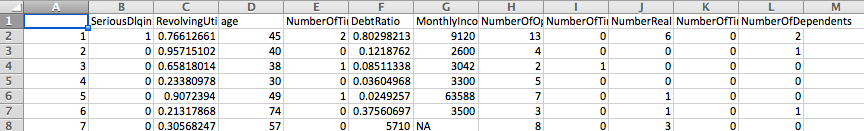 A B C D E F G H I J K L M
1 SeriousDlqin RevolvingUti age NumberOfTin DebtRatio MonthlyInco NumberOfOp NumberOfTin NumberReal NumberOfTin NumberOfDependents
2 1 1 0.76612661 45 2 0.80298213 9120 13 0 6 0 2
3 2 0 0.95715102 40 0 0.1218762 2600 4 0 0 0 1
4 3 0 0.65818014 38 1 0.08511338 3042 2 1 0 0 0
5 4 0 0.23380978 30 0 0.03604968 3300 5 0 0 0 0
6 5 0 0.9072394 49 1 0.0249257 63588 7 0 1 0 0
7 6 0 0.21317868 74 0 0.37560697 3500 3 0 1 0 1
8 7 0 0.30568247 57 0 5710 NA 8 0 3 0 0